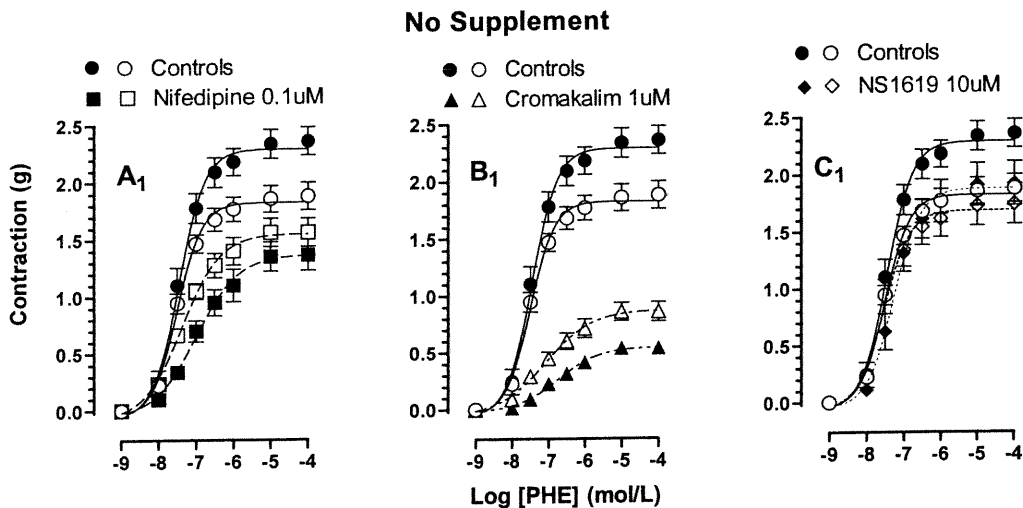 No Supplement
Controls
Nifedipine 0.1uM
Controls
Cromakalim 1uM
Controls
NS1619 10uM
Contraction (g)
A1
2.5
2.0
1.5
1.0
0.5
0.0
-9 -8 -7 -6 -5 -4
B1
2.5
2.0
1.5
1.0
0.5
0.0
-9 -8 -7 -6 -5 -4
C1
2.5
2.0
1.5
1.0
0.5
0.0
-9 -8 -7 -6 -5 -4
Log [PHE] (mol/L)